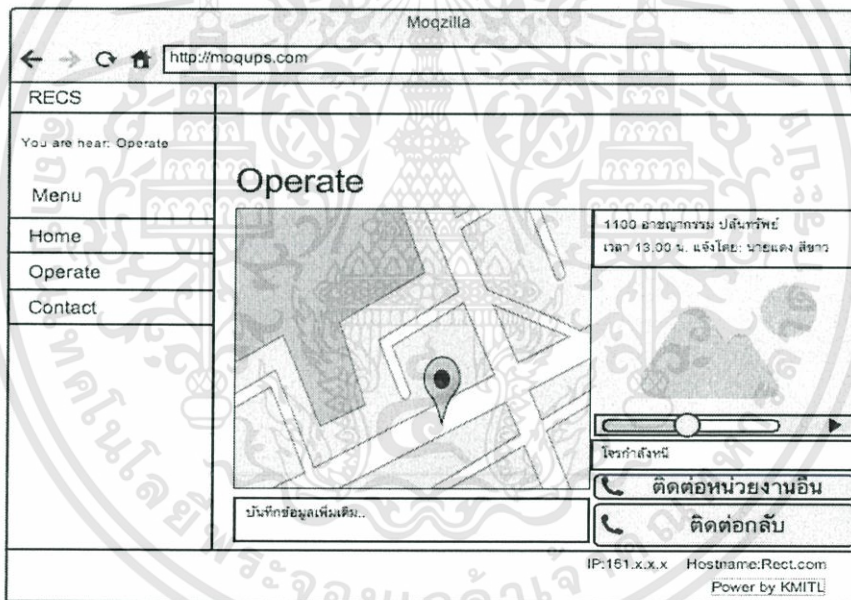 Moqzilla
http://moqups.com
RECS
You are hear: Operate
Menu
Home
Operate
Contact
Operate
1100 อาชญากรรม ปล้นทรัพย์
เวลา 13.00 น. แจ้งโดย: นายแดง สีขาว
โจรกำลังหนี
ติดต่อหน่วยงานอื่น
ติดต่อกลับ
บันทึกข้อมูลเพิ่มเติม..
IP:161.x.x.x Hostname:Rect.com
Power by KMITL